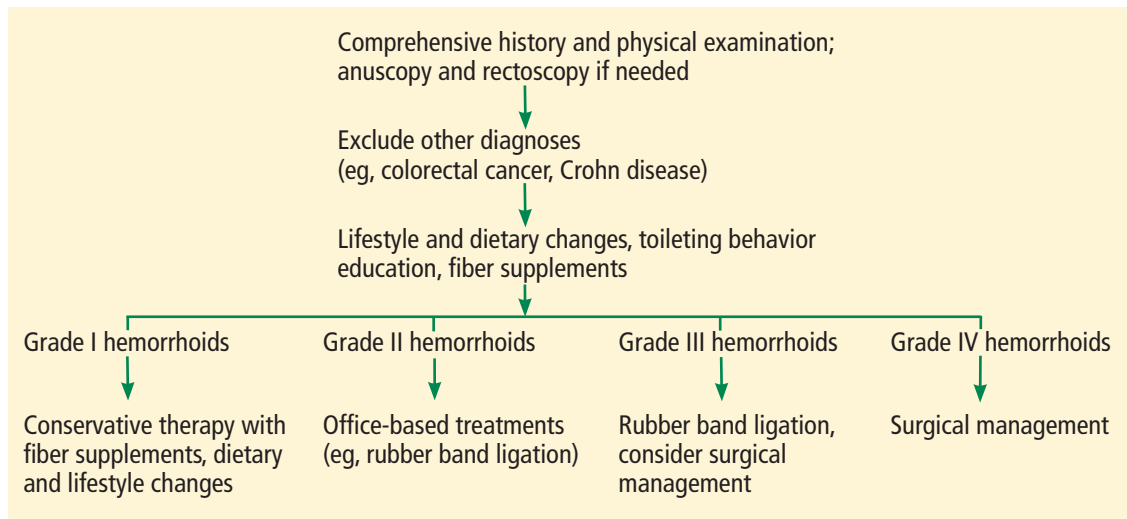 Comprehensive history and physical examination;
anuscopy and rectoscopy if needed
Exclude other diagnoses
(eg, colorectal cancer, Crohn disease)
Lifestyle and dietary changes, toileting behavior
education, fiber supplements
Grade I hemorrhoids
Conservative therapy with
fiber supplements, dietary
and lifestyle changes
Grade II hemorrhoids
Office-based treatments
(eg, rubber band ligation)
Grade III hemorrhoids
Rubber band ligation,
consider surgical
management
Grade IV hemorrhoids
Surgical management